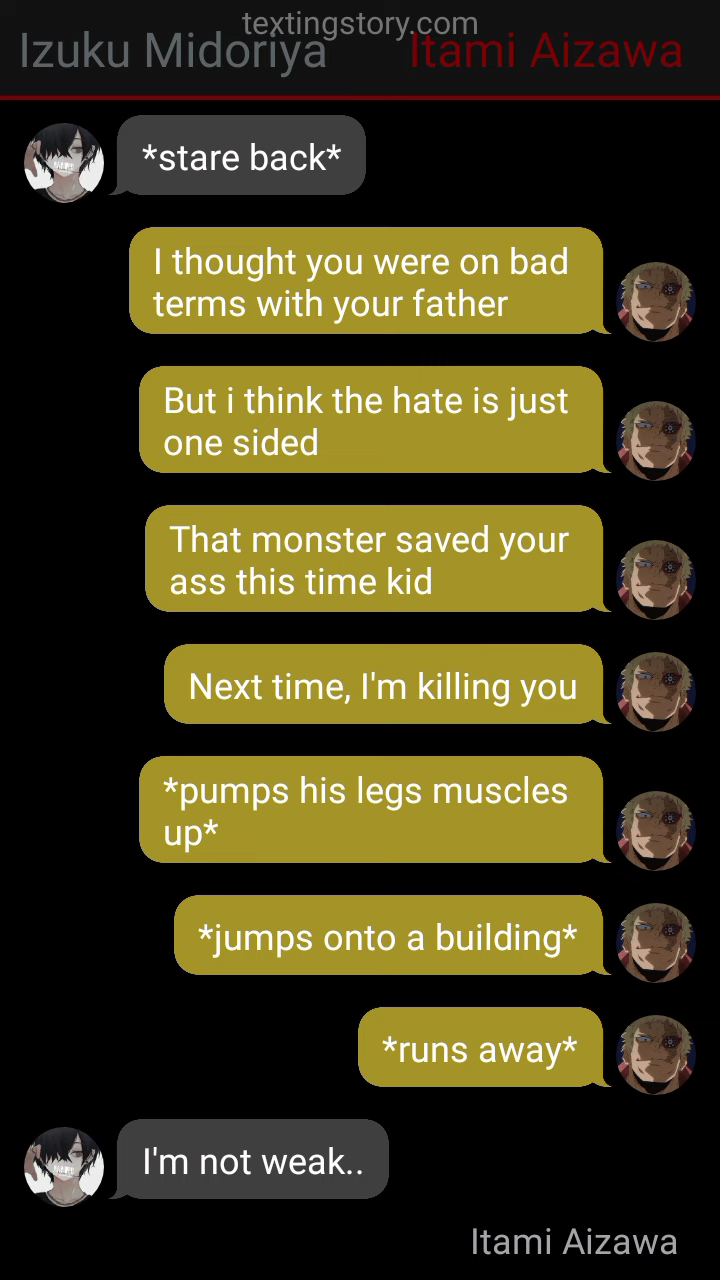 textingstory.com
Izuku Midoriya
Itami Aizawa
*stare back*
I thought you were on bad
terms with your father
But i think the hate is just
one sided
That monster saved your
ass this time kid
Next time, I'm killing you
*pumps his legs muscles
up*
*jumps onto a building*
*runs away*
I'm not weak..
Itami Aizawa